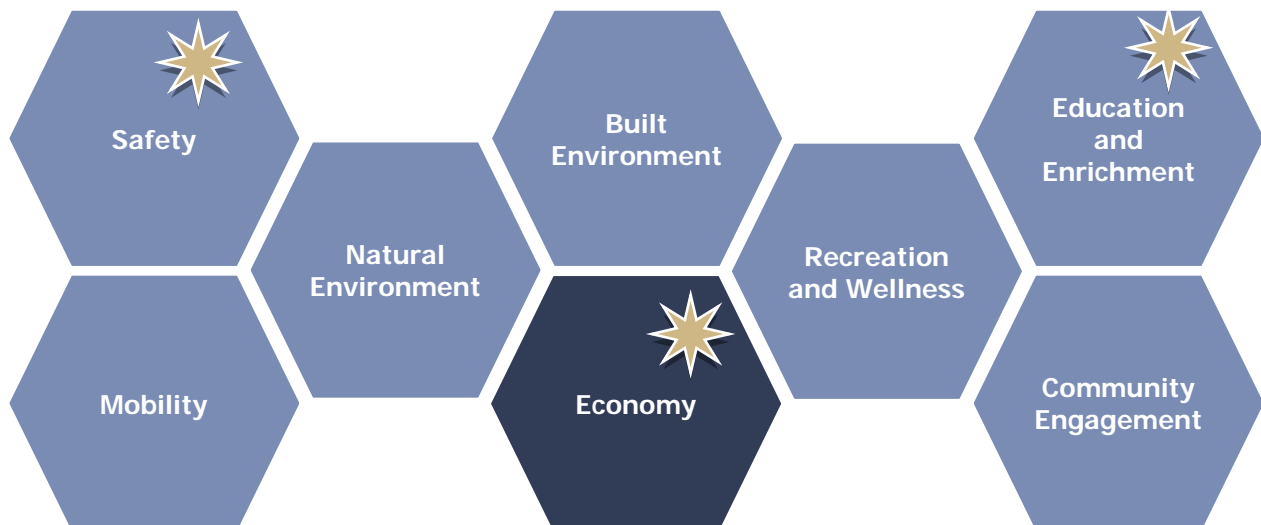 Safety
Built
Environment
Education
and
Enrichment
Natural
Environment
Recreation
and Wellness
Mobility
Economy
Community
Engagement